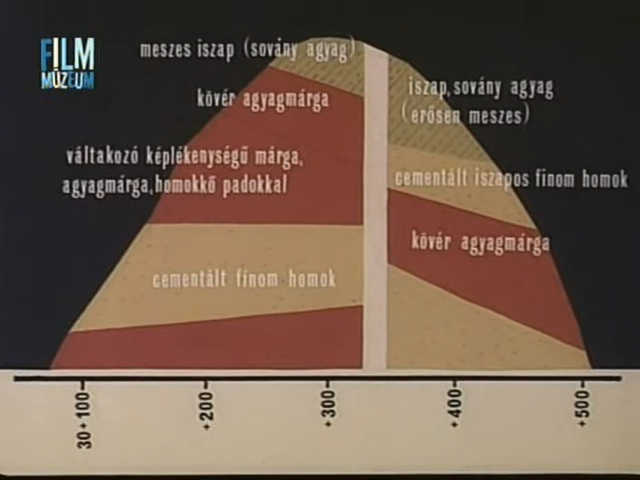 FILM
MÚZEUM
meszes iszap (sovány agyag)
kövér agyagmárga
váltakozó képlékenységű márga,
agyagmárga,homokkő padokkal
cementált finom homok
iszap,sovány agyag
(erősen meszes)
cementált iszapos finom homok
kövér agyagmárga
30+100-
+200
+300
+400
+500